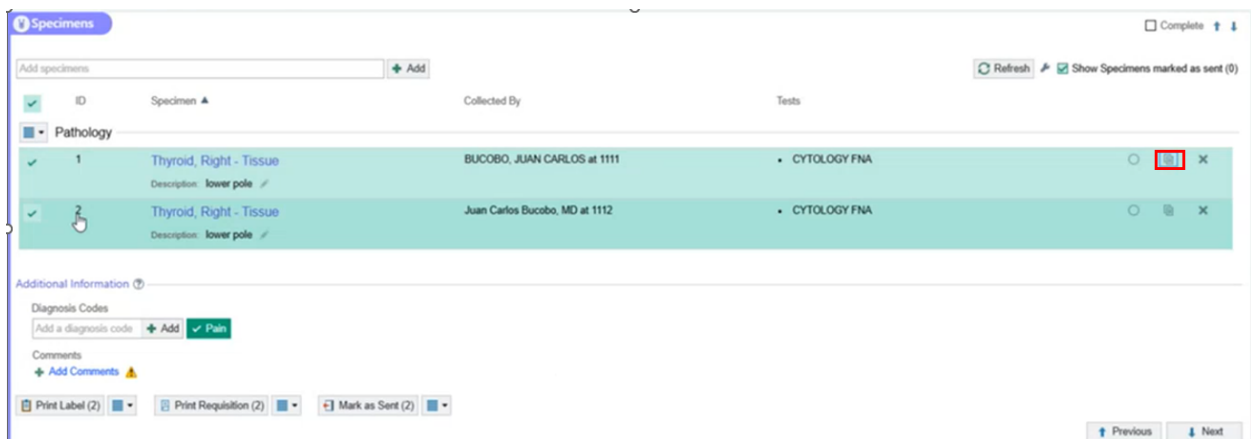 Specimens
Complete
Add specimens
Add
Refresh
Show Specimens marked as sent (0)
ID Specimen Collected By Tests
Pathology
1 Thyroid, Right - Tissue BUCOBO, JUAN CARLOS at 1111 • CYTOLOGY FNA
Description: lower pole
2 Thyroid, Right - Tissue Juan Carlos Bucobo, MD at 1112 • CYTOLOGY FNA
Description: lower pole
Additional Information
Diagnosis Codes
Add a diagnosis code Add Pain
Comments
Add Comments
Print Label (2) Print Requisition (2) Mark as Sent (2)
Previous Next